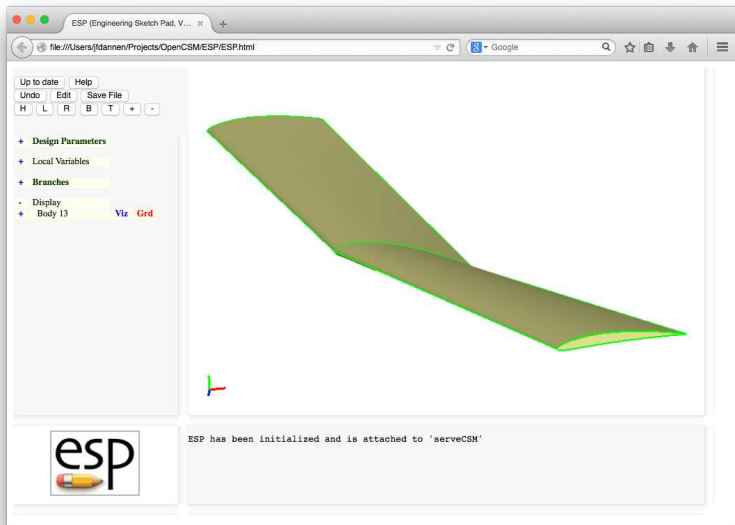 ESP (Engineering Sketch Pad, V...
file:///Users/jfdannen/Projects/OpenCSM/ESP/ESP.html
Google
Up to date Help
Undo Edit Save File
H L R B T + -
+ Design Parameters
+ Local Variables
+ Branches
- Display
+ Body 13 Viz Grd
esp
ESP has been initialized and is attached to 'serveCSM'